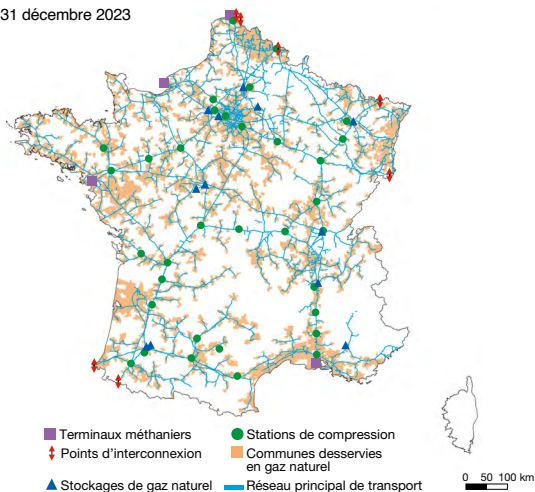 31 décembre 2023
Terminaux méthaniers
Stations de compression
Points d'interconnexion
Communes desservies
en gaz naturel
Stockages de gaz naturel
Réseau principal de transport
0 50 100 km